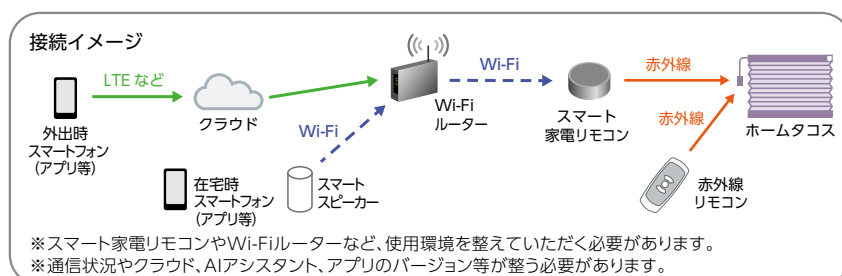 接続イメージ
LTE など
Wi-Fi
赤外線
外出時
スマートフォン
(アプリ等)
クラウド
Wi-Fi
Wi-Fi
ルーター
スマート
家電リモコン
赤外線
ホームタコス
在宅時
スマートフォン
(アプリ等)
スマート
スピーカー
赤外線
リモコン
※スマート家電リモコンやWi-Fiルーターなど、使用環境を整えていただく必要があります。
※通信状況やクラウド、AIアシスタント、アプリのバージョン等が整う必要があります。